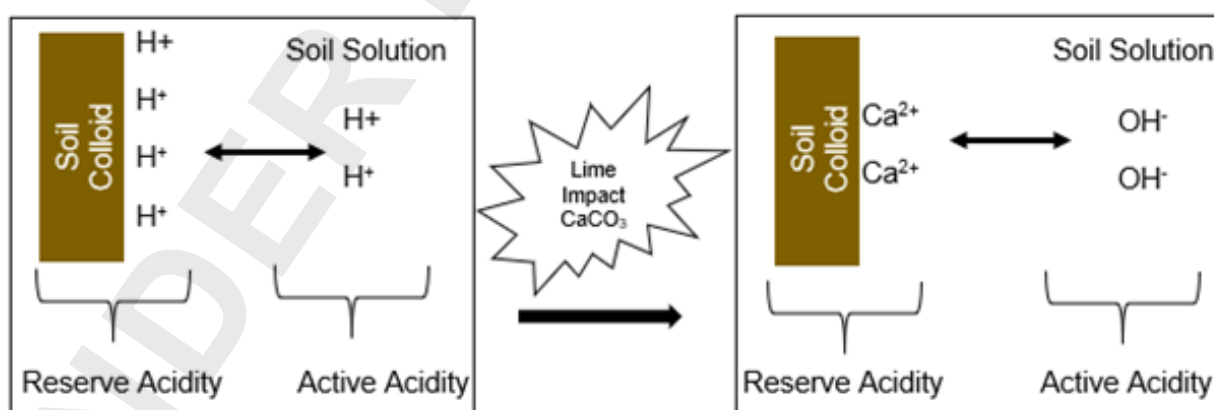 H+
Soil Solution
Soil
Colloid
H⁺
H⁺
H⁺
H+
H⁺
Reserve Acidity
Active Acidity
Lime
Impact
CaCO₃
Soil Solution
Soil
Colloid
Ca²⁺
Ca²⁺
OH⁻
OH⁻
Reserve Acidity
Active Acidity
NDER